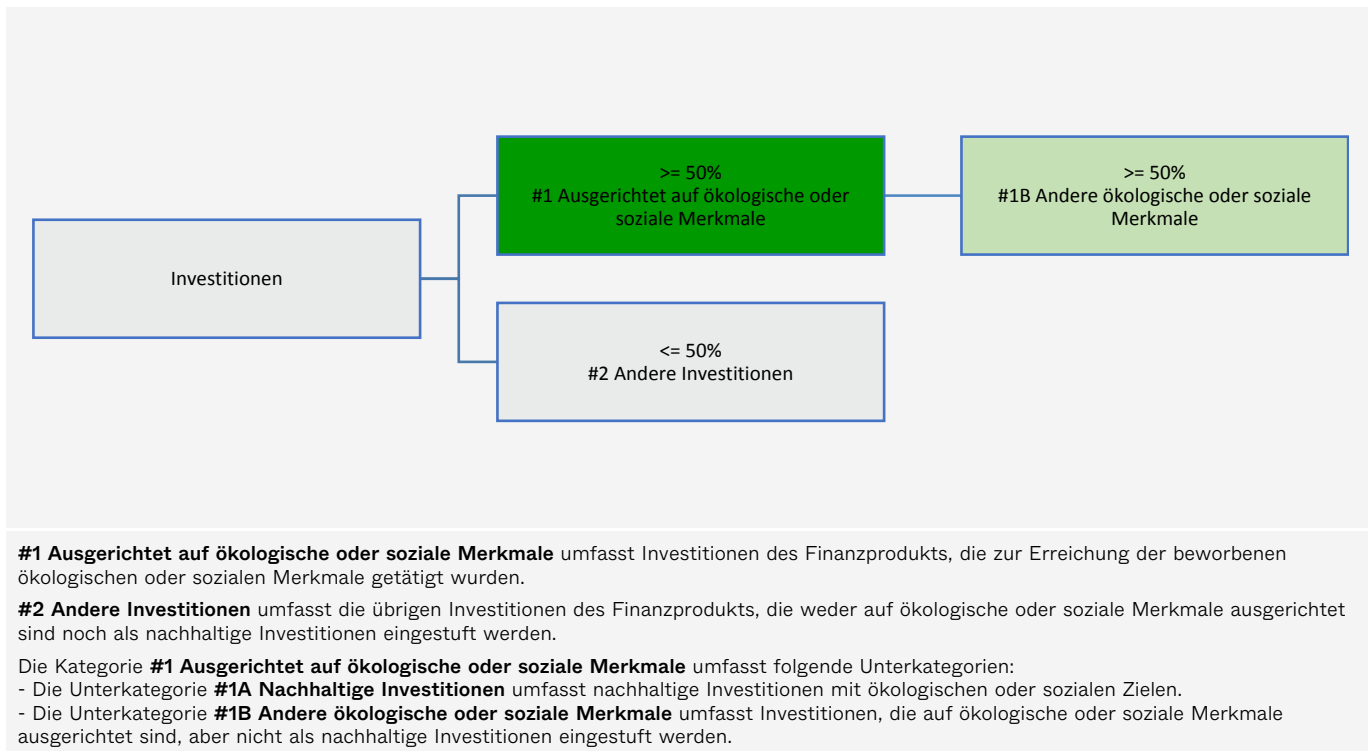 >= 50%
#1 Ausgerichtet auf ökologische oder
soziale Merkmale
>= 50%
#1B Andere ökologische oder soziale
Merkmale
Investitionen
<= 50%
#2 Andere Investitionen
#1 Ausgerichtet auf ökologische oder soziale Merkmale umfasst Investitionen des Finanzprodukts, die zur Erreichung der beworbenen
ökologischen oder sozialen Merkmale getätigt wurden.
#2 Andere Investitionen umfasst die übrigen Investitionen des Finanzprodukts, die weder auf ökologische oder soziale Merkmale ausgerichtet
sind noch als nachhaltige Investitionen eingestuft werden.
Die Kategorie #1 Ausgerichtet auf ökologische oder soziale Merkmale umfasst folgende Unterkategorien:
- Die Unterkategorie #1A Nachhaltige Investitionen umfasst nachhaltige Investitionen mit ökologischen oder sozialen Zielen.
- Die Unterkategorie #1B Andere ökologische oder soziale Merkmale umfasst Investitionen, die auf ökologische oder soziale Merkmale
ausgerichtet sind, aber nicht als nachhaltige Investitionen eingestuft werden.